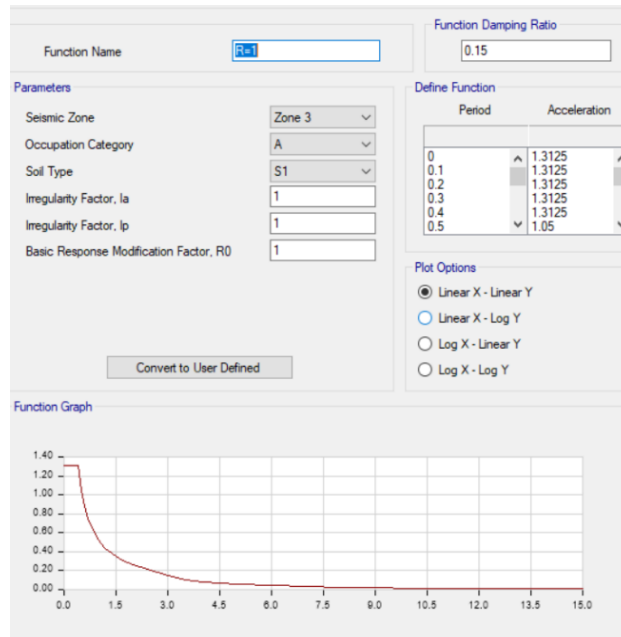 Function Damping Ratio
Function Name R=1 0.15
Parameters
Seismic Zone Zone 3
Occupation Category A
Soil Type S1
Irregularity Factor, Ia 1
Irregularity Factor, Ip 1
Basic Response Modification Factor, R0 1
Convert to User Defined
Define Function
Period Acceleration
0 1.3125
0.1 1.3125
0.2 1.3125
0.3 1.3125
0.4 1.3125
0.5 1.05
Plot Options
Linear X - Linear Y
Linear X - Log Y
Log X - Linear Y
Log X - Log Y
Function Graph
1.40
1.20
1.00
0.80
0.60
0.40
0.20
0.00
0.0 1.5 3.0 4.5 6.0 7.5 9.0 10.5 12.0 13.5 15.0